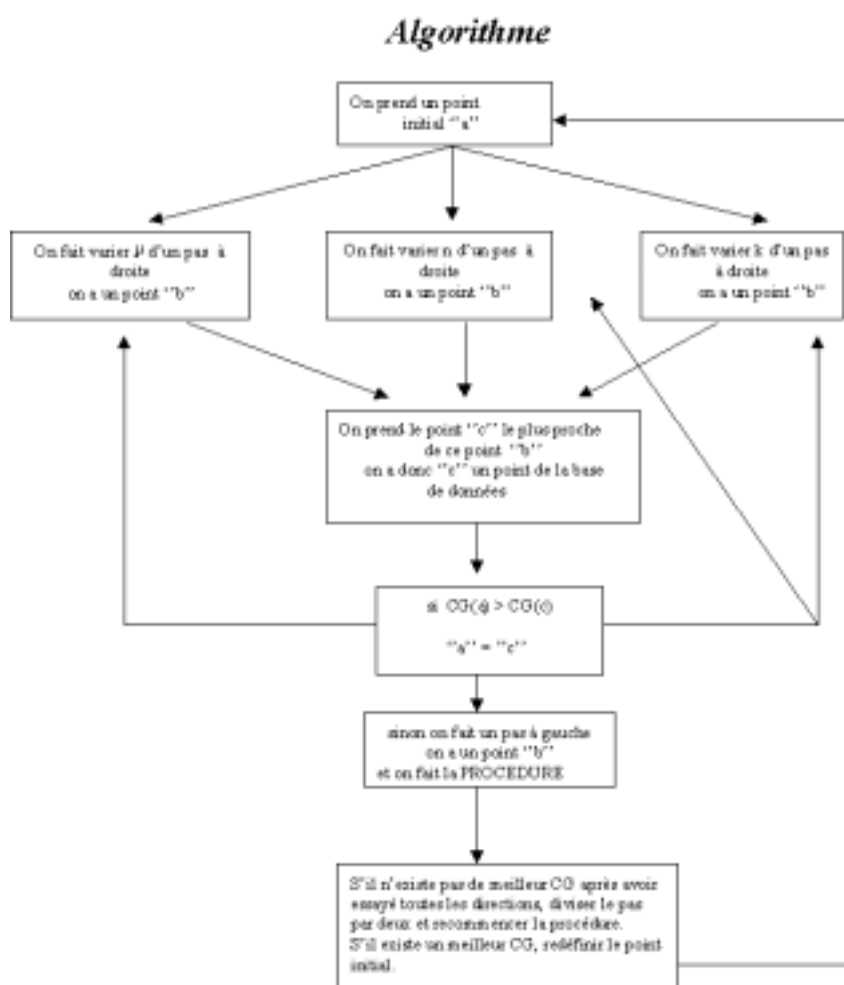 Algorithme
On prend un point
initial "a"
On fait varier µ d'un pas à
droite
on a un point "b"
On fait varier n d'un pas à
droite
on a un point "b"
On fait varier k d'un pas
à droite
on a un point "b"
On prend le point "c" le plus proche
de ce point "b"
on a donc "c" un point de la base
de données
si CG(a) > CG(c)
"a" = "c"
sinon on fait un pas à gauche
on a un point "b"
et on fait la PROCEDURE
S'il n'existe pas de meilleur CG après avoir
essayé toutes les directions, diviser le pas
par deux et recommencer la procédure.
S'il existe un meilleur CG, redéfinir le point
initial.